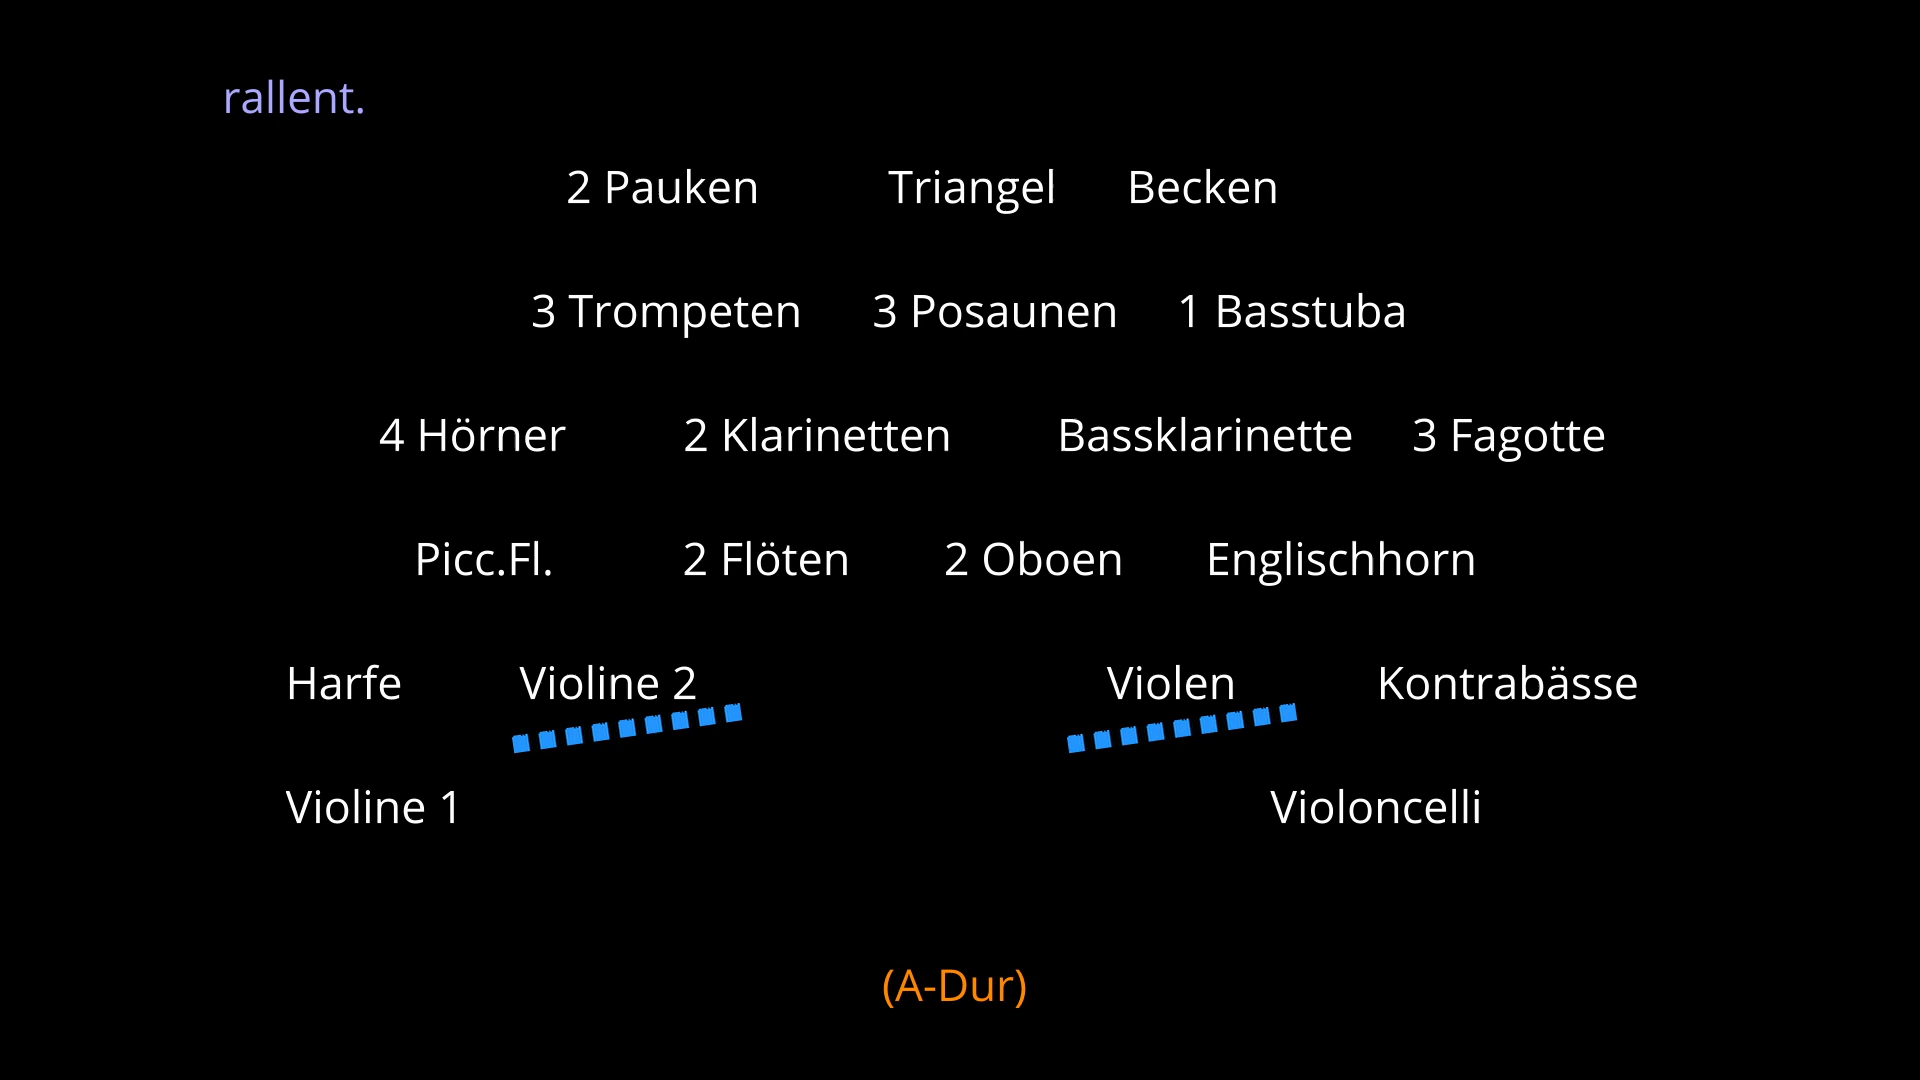 rallent.
2 Pauken Triangel Becken
3 Trompeten 3 Posaunen 1 Basstuba
4 Hörner 2 Klarinetten Bassklarinette 3 Fagotte
Picc.Fl. 2 Flöten 2 Oboen Englischhorn
Harfe Violine 2 Violen Kontrabässe
Violine 1 Violoncelli
(A-Dur)